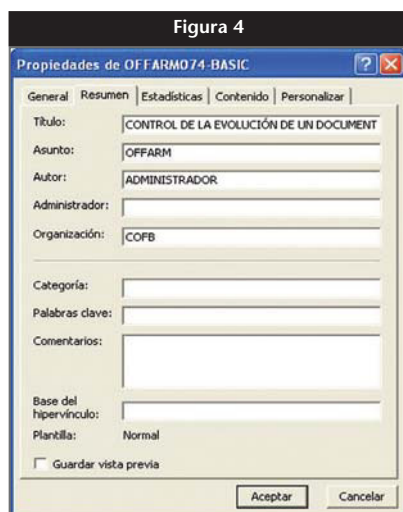 Figura 4
Propiedades de OFFARM074-BASIC
General Resumen Estadísticas Contenido Personalizar
Título: CONTROL DE LA EVOLUCIÓN DE UN DOCUMENT
Asunto: OFFARM
Autor: ADMINISTRADOR
Administrador:
Organización: COFB
Categoría:
Palabras clave:
Comentarios:
Base del
hipervínculo:
Plantilla: Normal
Guardar vista previa
Aceptar Cancelar